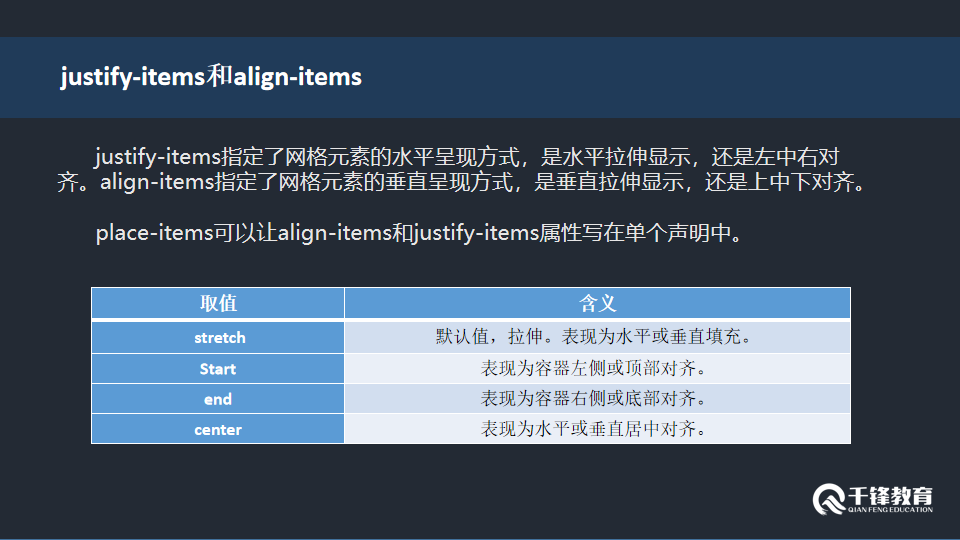 justify-items和align-items
justify-items指定了网格元素的水平呈现方式，是水平拉伸显示，还是左中右对
齐。align-items指定了网格元素的垂直呈现方式，是垂直拉伸显示，还是上中下对齐。
place-items可以让align-items和justify-items属性写在单个声明中。
取值 含义
stretch 默认值，拉伸。表现为水平或垂直填充。
Start 表现为容器左侧或顶部对齐。
end 表现为容器右侧或底部对齐。
center 表现为水平或垂直居中对齐。
千锋教育
QIAN FENG EDUCATION